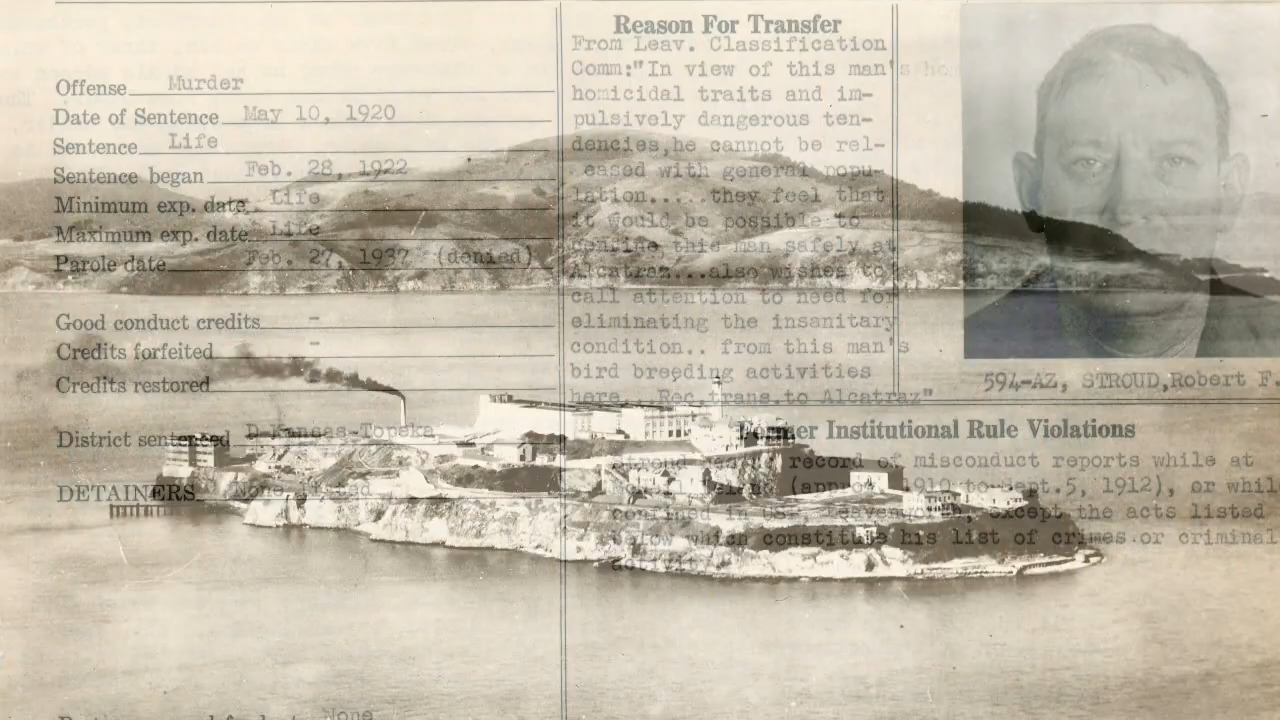 Offense Murder
Date of Sentence May 10, 1920
Sentence Life
Sentence began Feb. 28, 1922
Minimum exp. date Life
Maximum exp. date Life
Parole date Feb. 27, 1937 (denied)
Good conduct credits -
Credits forfeited -
Credits restored
District sentenced D-Kansas-Topeka
DETAINERS None
None
Reason For Transfer
From Leav. Classification
Comm:"In view of this man's
homicidal traits and im-
pulsively dangerous ten-
dencies,he cannot be rel-
eased with general popu-
lation.....they feel that
it would be possible to
confine this man safely at
Alcatraz...also wishes to
call attention to need for
eliminating the insanitary
condition.. from this man's
bird breeding activities
here...Rec.trans.to Alcatraz"
594-AZ, STROUD,Robert F.
Institutional Rule Violations
record of misconduct reports while at
1910 to Sept.5, 1912), or whil
confined in Leavenworth, except the acts listed
below which constitute his list of crimes or criminal